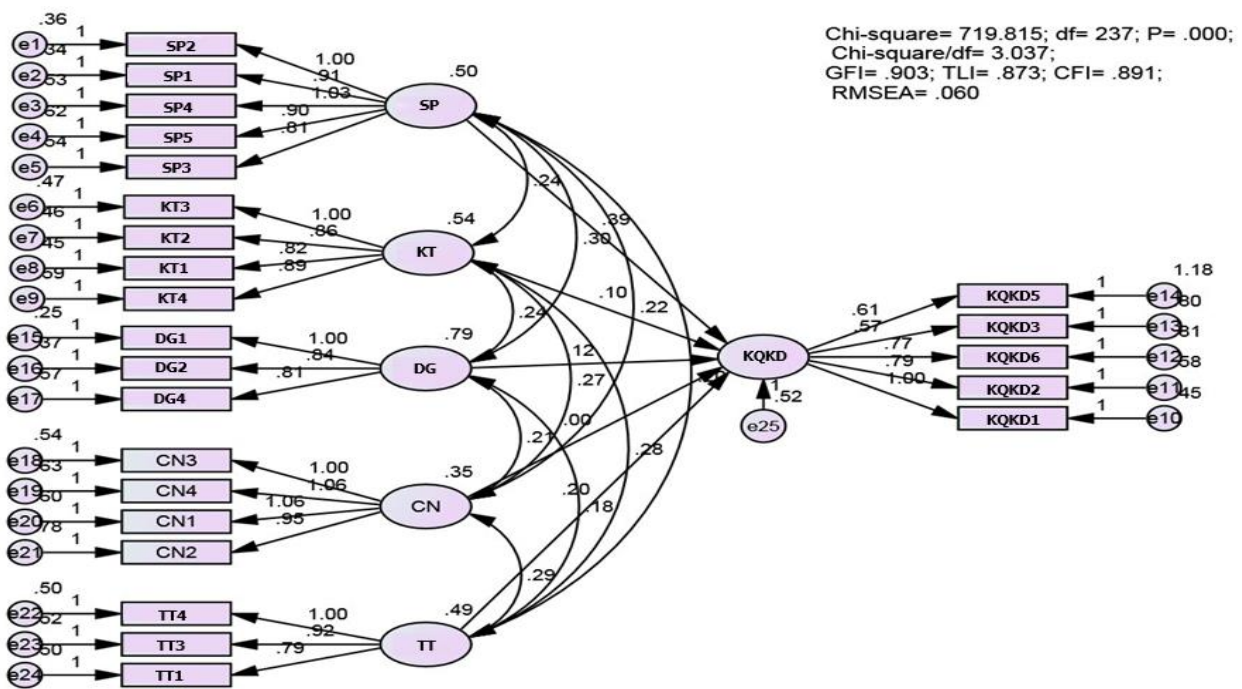 Chi-square= 719.815; df= 237; P= .000;
Chi-square/df= 3.037;
GFI= .903; TLI= .873; CFI= .891;
RMSEA= .060
.36
e1 1 SP2
.34
e2 1 SP1
.53
e3 1 SP4
.62
e4 1 SP5
.54
e5 1 SP3
1.00
.91
1.03
.90
.81
.50
SP
.47
e6 1 KT3
.46
e7 1 KT2
.45
e8 1 KT1
.59
e9 1 KT4
1.00
.86
.82
.89
.54
KT
.25
e15 1 DG1
.37
e16 1 DG2
.57
e17 1 DG4
1.00
.84
.81
.79
DG
.54
e18 1 CN3
.53
e19 1 CN4
.60
e20 1 CN1
.78
e21 1 CN2
1.00
1.06
1.06
.95
.35
CN
.50
e22 1 TT4
.52
e23 1 TT3
.50
e24 1 TT1
1.00
.92
.79
.49
TT
.24
.39
.30
.10
.22
.24
.12
.27
.00
.21
.28
.20
.18
.29
KQKD
1
.52
e25
.61
.57
.77
.79
1.00
1.18
KQKD5 1 e14
.80
KQKD3 1 e13
.81
KQKD6 1 e12
.58
KQKD2 1 e11
.45
KQKD1 1 e10